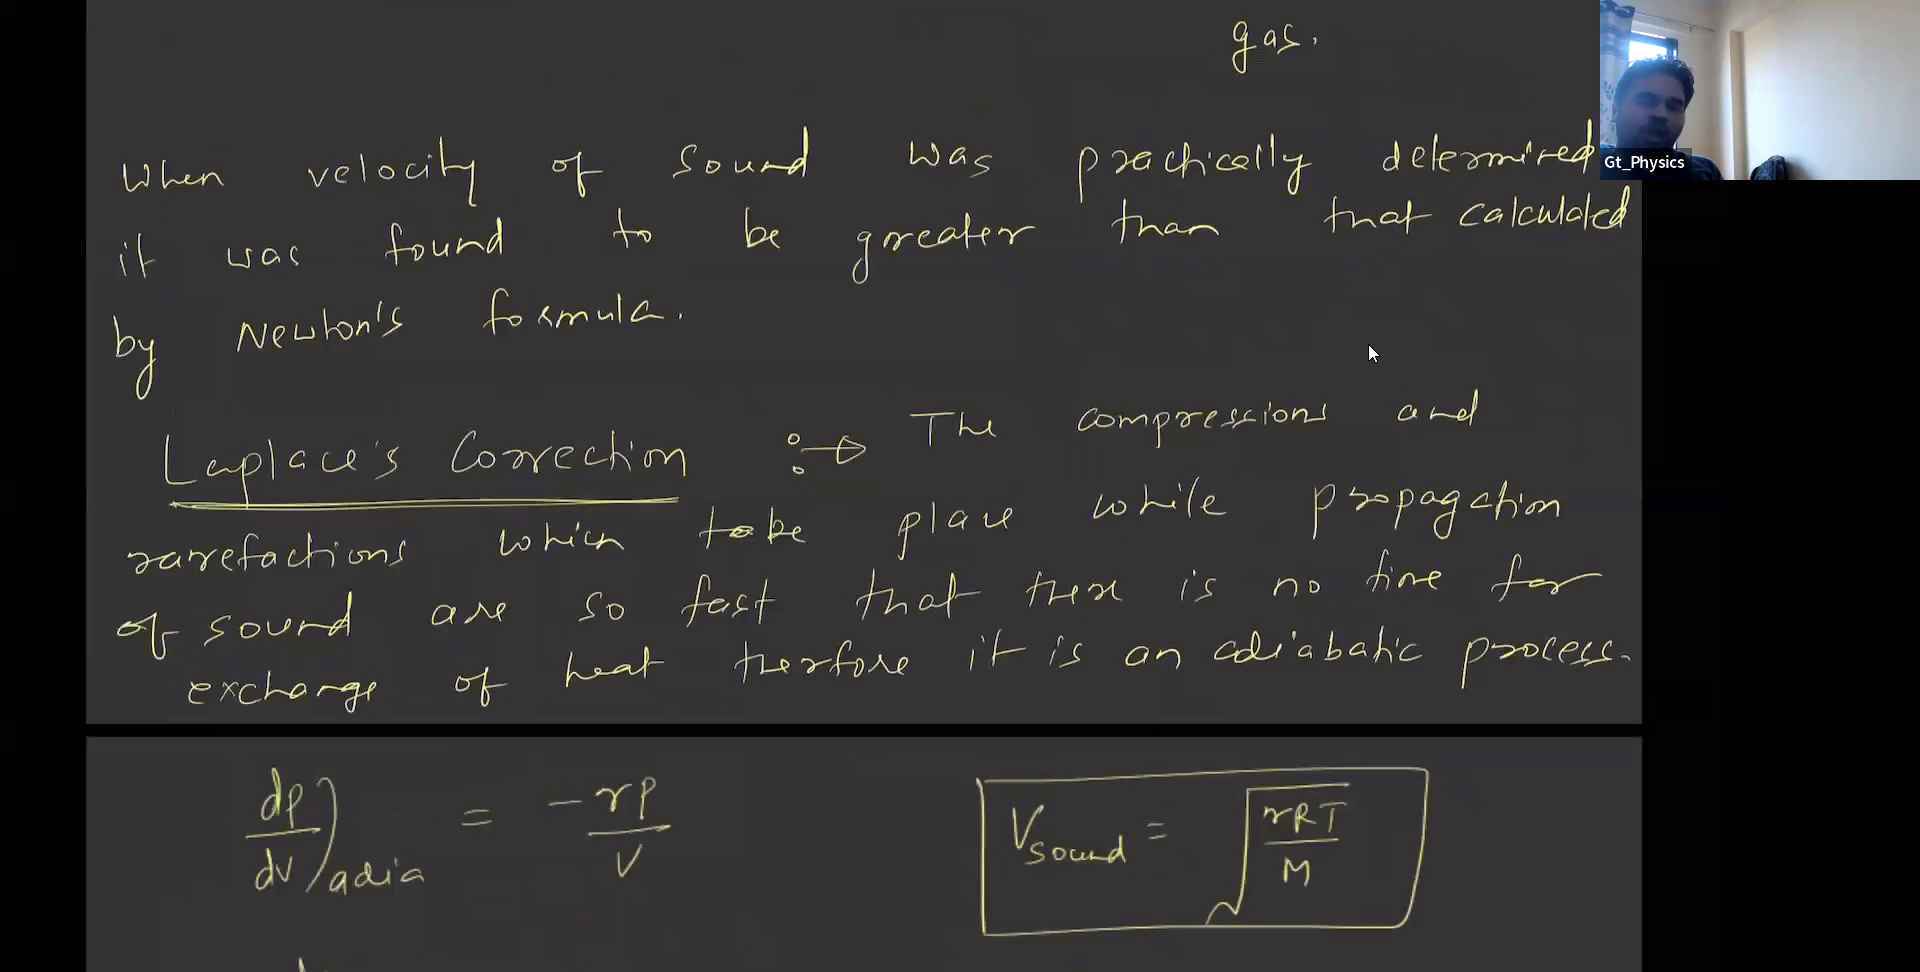 gas.
Gt_Physics
When velocity of sound was practically determined
it was found to be greater than that calculated
by Newton's formula.
Laplace's Correction :→ The compressions and
rarefactions which take place while propagation
of sound are so fast that there is no time for
exchange of heat therfore it is an adiabatic process.
dP/dV)adia = -γP/V
Vsound = √(γRT/M)